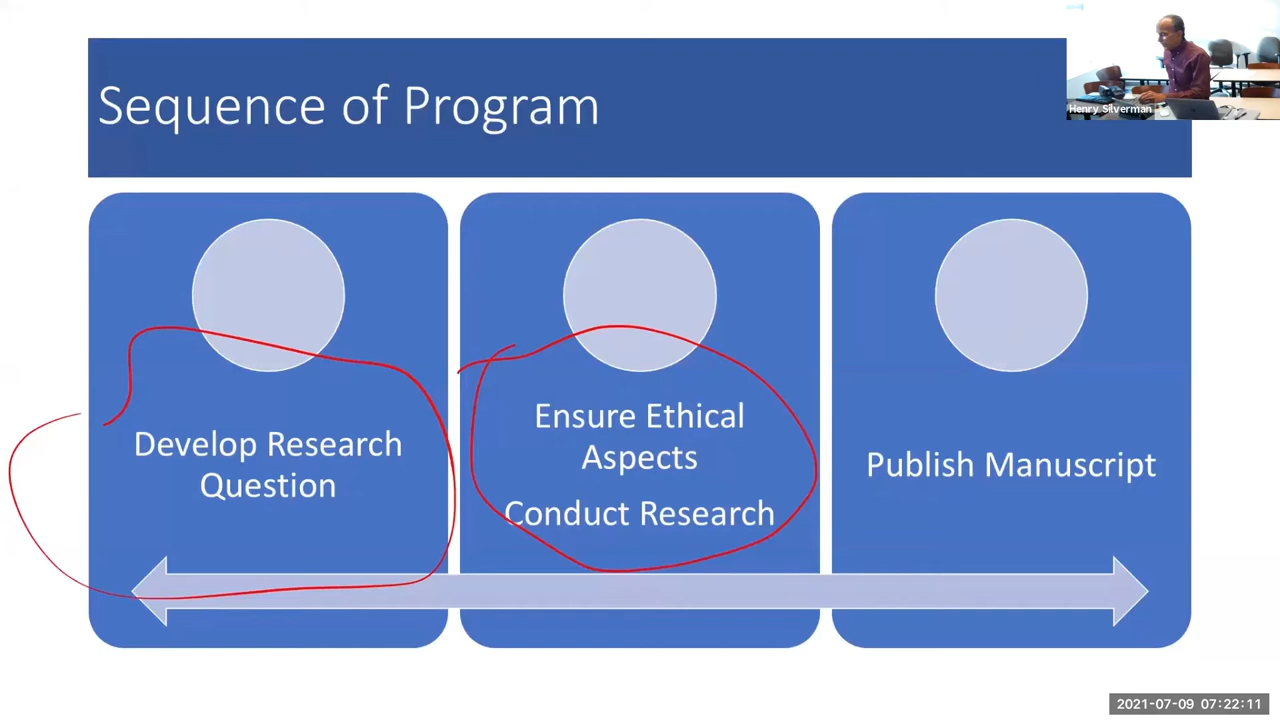 Sequence of Program
Henry Silverman
Develop Research
Question
Ensure Ethical
Aspects
Conduct Research
Publish Manuscript
2021-07-09 07:22:11